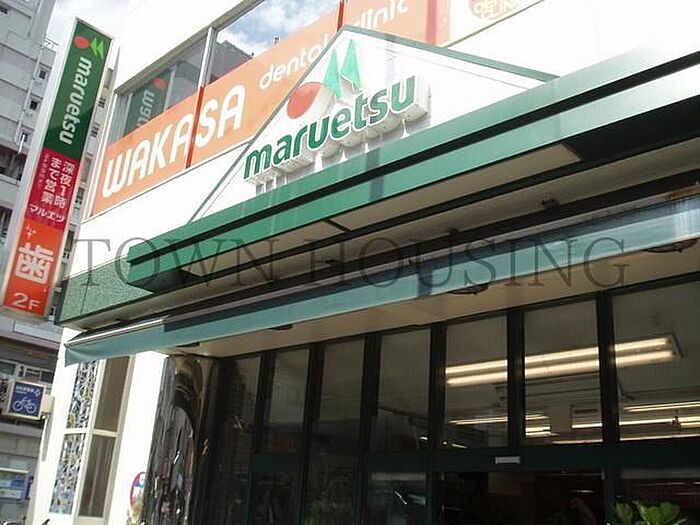 maruetsu
深夜1時
まで営業
マルエツ
歯
2F
WAKASA dental clinic
maruetsu
TOWN HOUSING